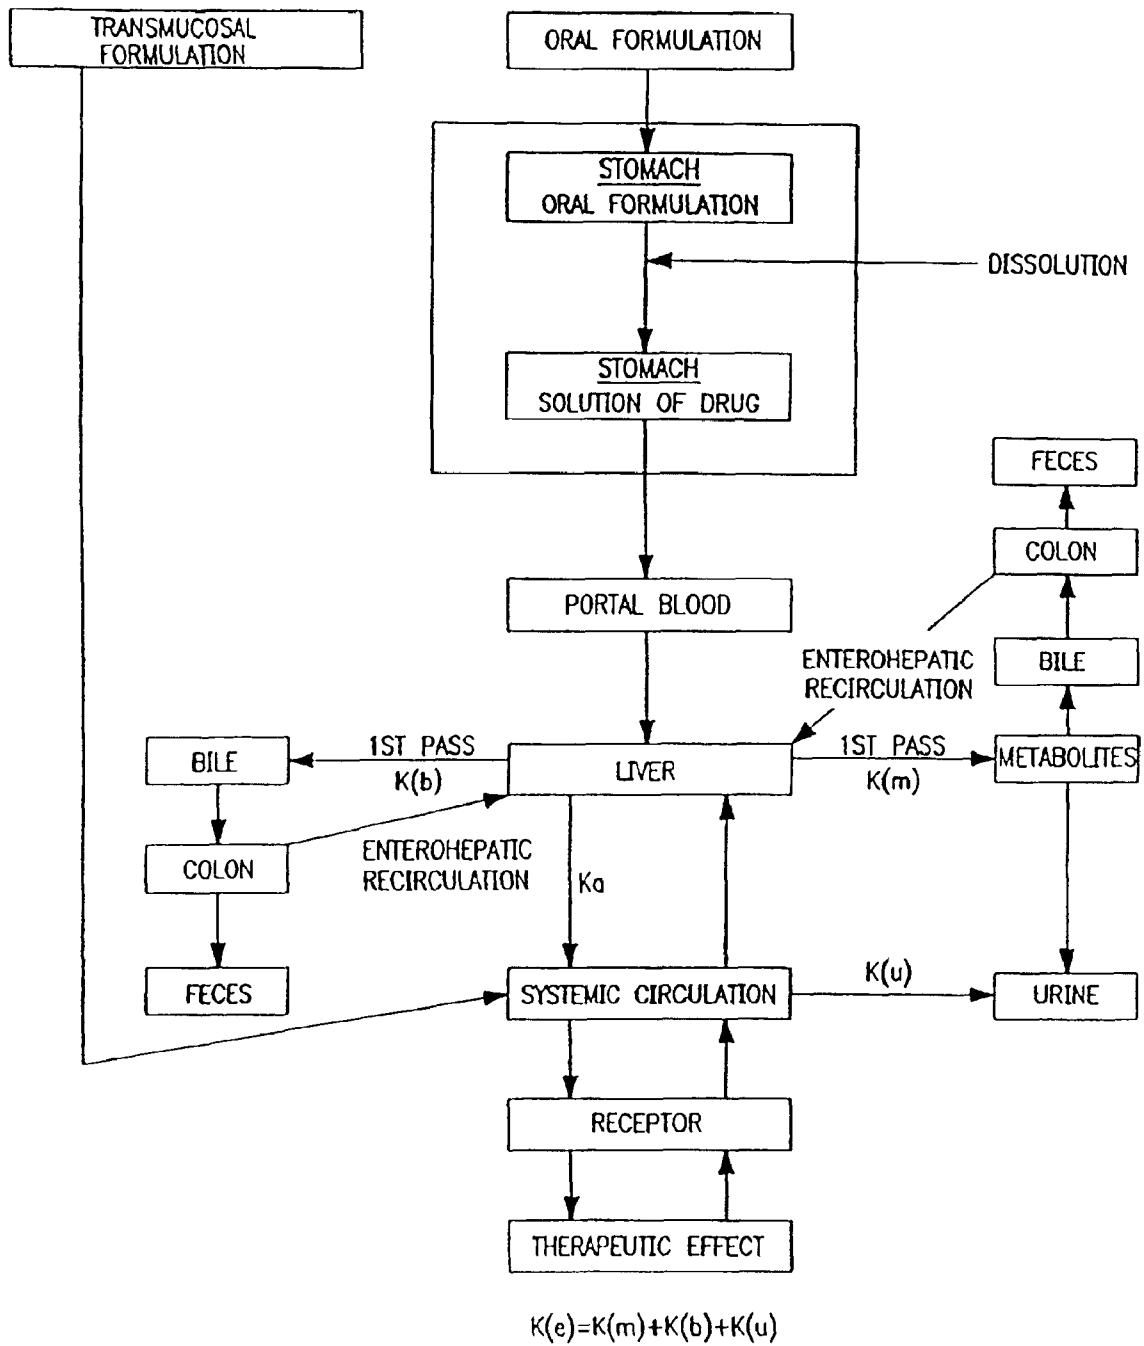 TRANSMUCOSAL
FORMULATION
ORAL FORMULATION
STOMACH
ORAL FORMULATION
DISSOLUTION
STOMACH
SOLUTION OF DRUG
FECES
COLON
PORTAL BLOOD
ENTEROHEPATIC
RECIRCULATION
BILE
BILE
1ST PASS
K(b)
LIVER
1ST PASS
K(m)
METABOLITES
COLON
ENTEROHEPATIC
RECIRCULATION
Ka
FECES
SYSTEMIC CIRCULATION
K(u)
URINE
RECEPTOR
THERAPEUTIC EFFECT
K(e)=K(m)+K(b)+K(u)